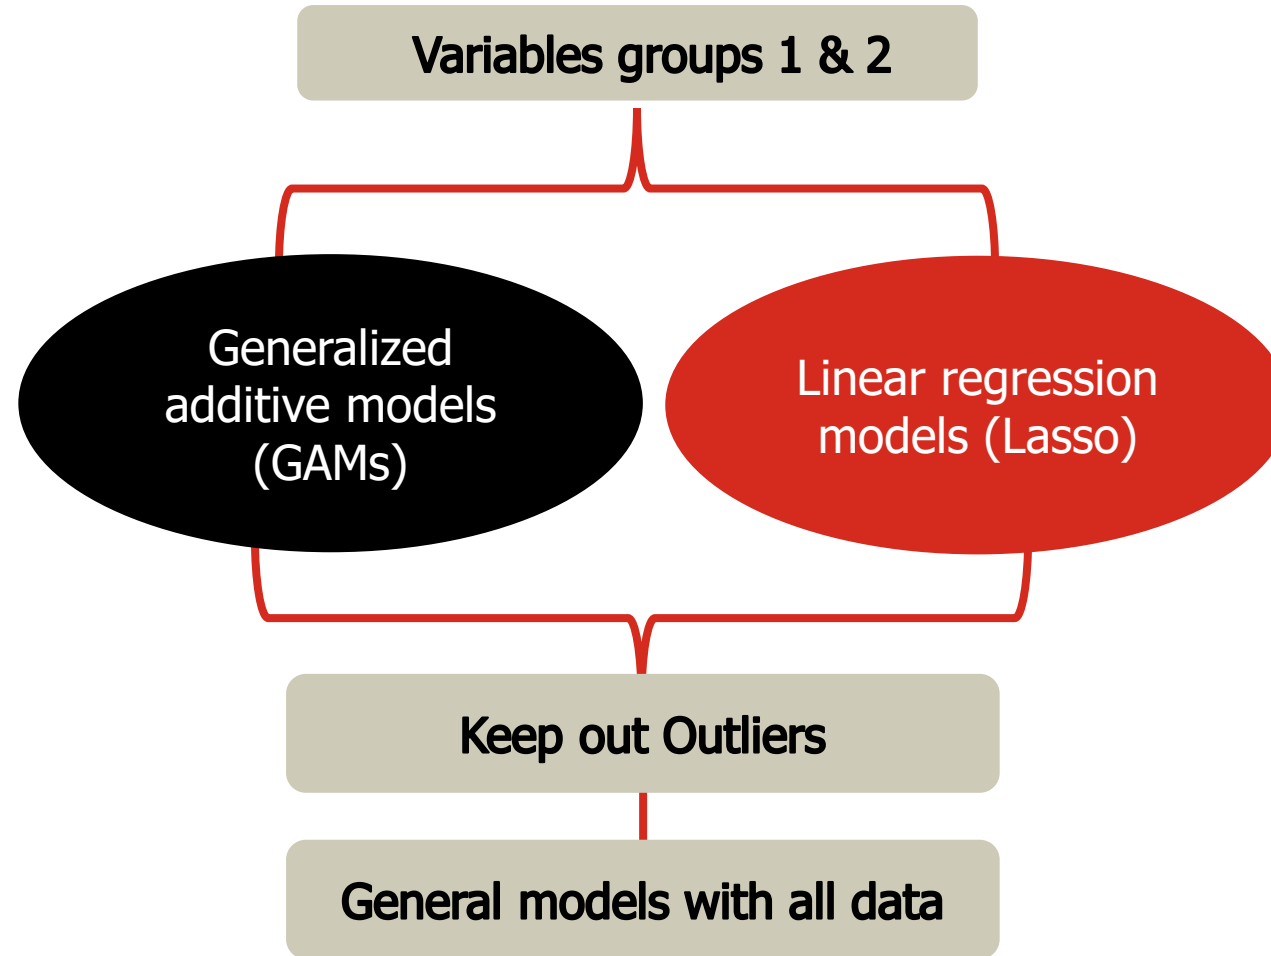 Variables groups 1 & 2
Generalized
additive models
(GAMs)
Linear regression
models (Lasso)
Keep out Outliers
General models with all data